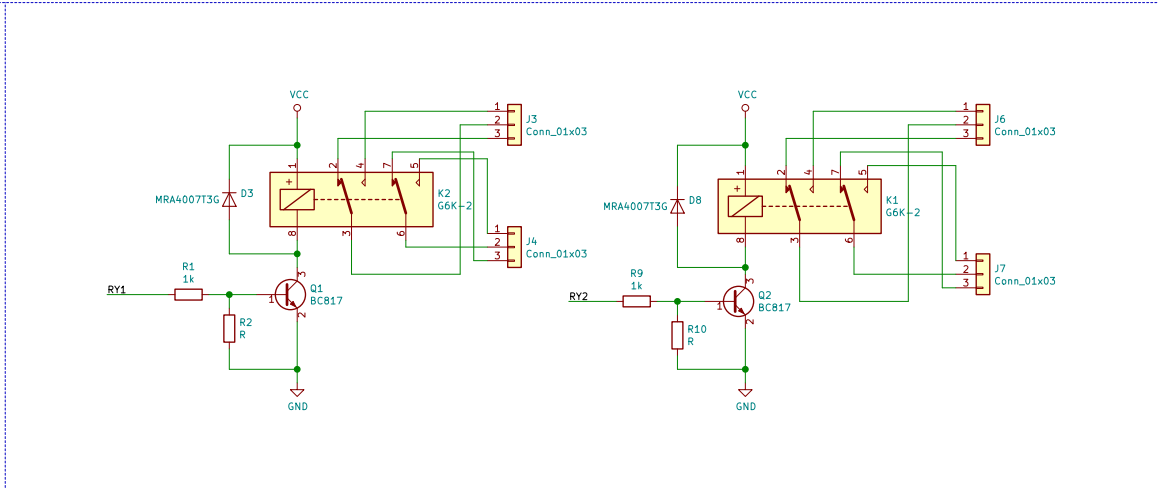 VCC
1
2
3
J3
Conn_01x03
1
2
4
7
5
+
MRA4007T3G
D3
K2
G6K-2
8
3
6
1
2
3
J4
Conn_01x03
R1
1k
RY1
1
3
2
Q1
BC817
R2
R
GND
VCC
1
2
3
J6
Conn_01x03
1
2
4
7
5
+
MRA4007T3G
D8
K1
G6K-2
8
3
6
1
2
3
J7
Conn_01x03
R9
1k
RY2
1
3
2
Q2
BC817
R10
R
GND